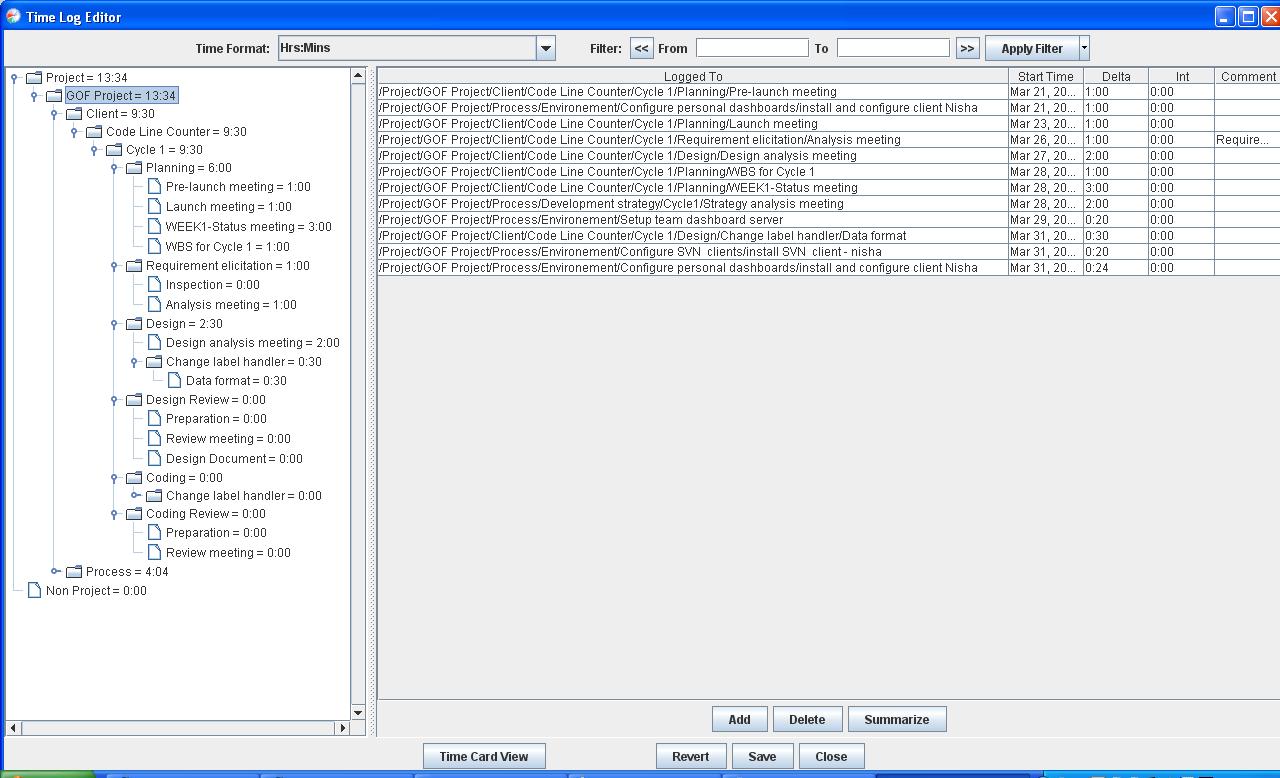 Time Log Editor
Time Format: Hrs:Mins Filter: << From To >> Apply Filter
Project = 13:34
GOF Project = 13:34
Client = 9:30
Code Line Counter = 9:30
Cycle 1 = 9:30
Planning = 6:00
Pre-launch meeting = 1:00
Launch meeting = 1:00
WEEK1-Status meeting = 3:00
WBS for Cycle 1 = 1:00
Requirement elicitation = 1:00
Inspection = 0:00
Analysis meeting = 1:00
Design = 2:30
Design analysis meeting = 2:00
Change label handler = 0:30
Data format = 0:30
Design Review = 0:00
Preparation = 0:00
Review meeting = 0:00
Design Document = 0:00
Coding = 0:00
Change label handler = 0:00
Coding Review = 0:00
Preparation = 0:00
Review meeting = 0:00
Process = 4:04
Non Project = 0:00
Logged To Start Time Delta Int Comment
/Project/GOF Project/Client/Code Line Counter/Cycle 1/Planning/Pre-launch meeting Mar 21, 20... 1:00 0:00
/Project/GOF Project/Process/Environement/Configure personal dashboards/install and configure client Nisha Mar 21, 20... 1:00 0:00
/Project/GOF Project/Client/Code Line Counter/Cycle 1/Planning/Launch meeting Mar 23, 20... 1:00 0:00
/Project/GOF Project/Client/Code Line Counter/Cycle 1/Requirement elicitation/Analysis meeting Mar 26, 20... 1:00 0:00 Require...
/Project/GOF Project/Client/Code Line Counter/Cycle 1/Design/Design analysis meeting Mar 27, 20... 2:00 0:00
/Project/GOF Project/Client/Code Line Counter/Cycle 1/Planning/WBS for Cycle 1 Mar 28, 20... 1:00 0:00
/Project/GOF Project/Client/Code Line Counter/Cycle 1/Planning/WEEK1-Status meeting Mar 28, 20... 3:00 0:00
/Project/GOF Project/Process/Development strategy/Cycle1/Strategy analysis meeting Mar 28, 20... 2:00 0:00
/Project/GOF Project/Process/Environement/Setup team dashboard server Mar 29, 20... 0:20 0:00
/Project/GOF Project/Client/Code Line Counter/Cycle 1/Design/Change label handler/Data format Mar 31, 20... 0:30 0:00
/Project/GOF Project/Process/Environement/Configure SVN clients/install SVN client - nisha Mar 31, 20... 0:20 0:00
/Project/GOF Project/Process/Environement/Configure personal dashboards/install and configure client Nisha Mar 31, 20... 0:24 0:00
Add Delete Summarize
Time Card View Revert Save Close